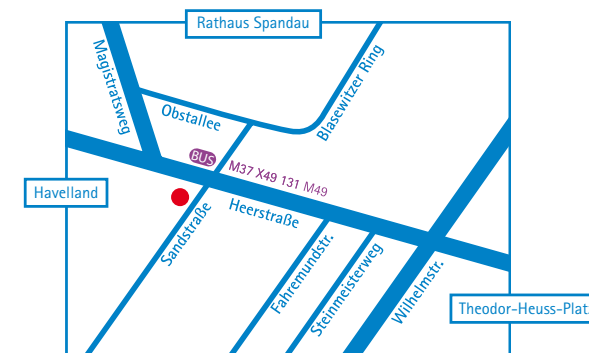 Rathaus Spandau
Magistratsweg
Obstallee
Blasewitzer Ring
BUS
M37 X49 131 M49
Havelland
Heerstraße
Sandstraße
Fahremundstr.
Steinmeisterweg
Wilhelmstr.
Theodor-Heuss-Plat